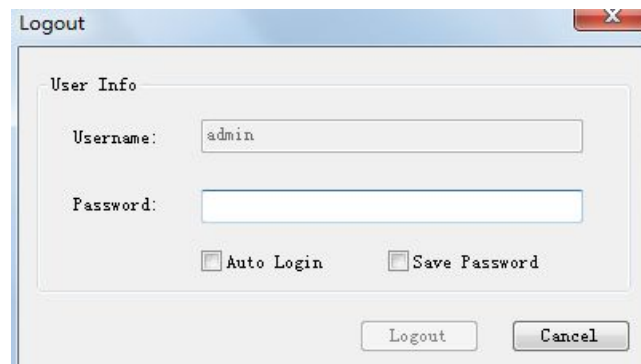 Logout
User Info
Username: admin
Password:
Auto Login Save Password
Logout Cancel